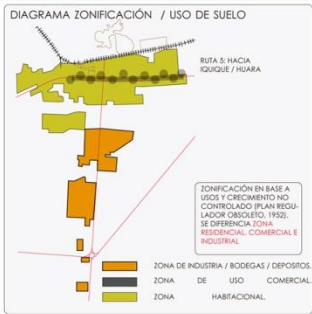 DIAGRAMA ZONIFICACIÓN / USO DE SUELO
RUTA 5: HACIA
IQUIQUE / HUARA
ZONIFICACIÓN EN BASE A
USOS Y CRECIMIENTO NO
CONTROLADO (PLAN REGU-
LADOR OBSOLETO, 1952).
SE DIFERENCIA ZONA
RESIDENCIAL, COMERCIAL E
INDUSTRIAL
ZONA DE INDUSTRIA / BODEGAS / DEPOSITOS.
ZONA DE USO COMERCIAL.
ZONA HABITACIONAL.